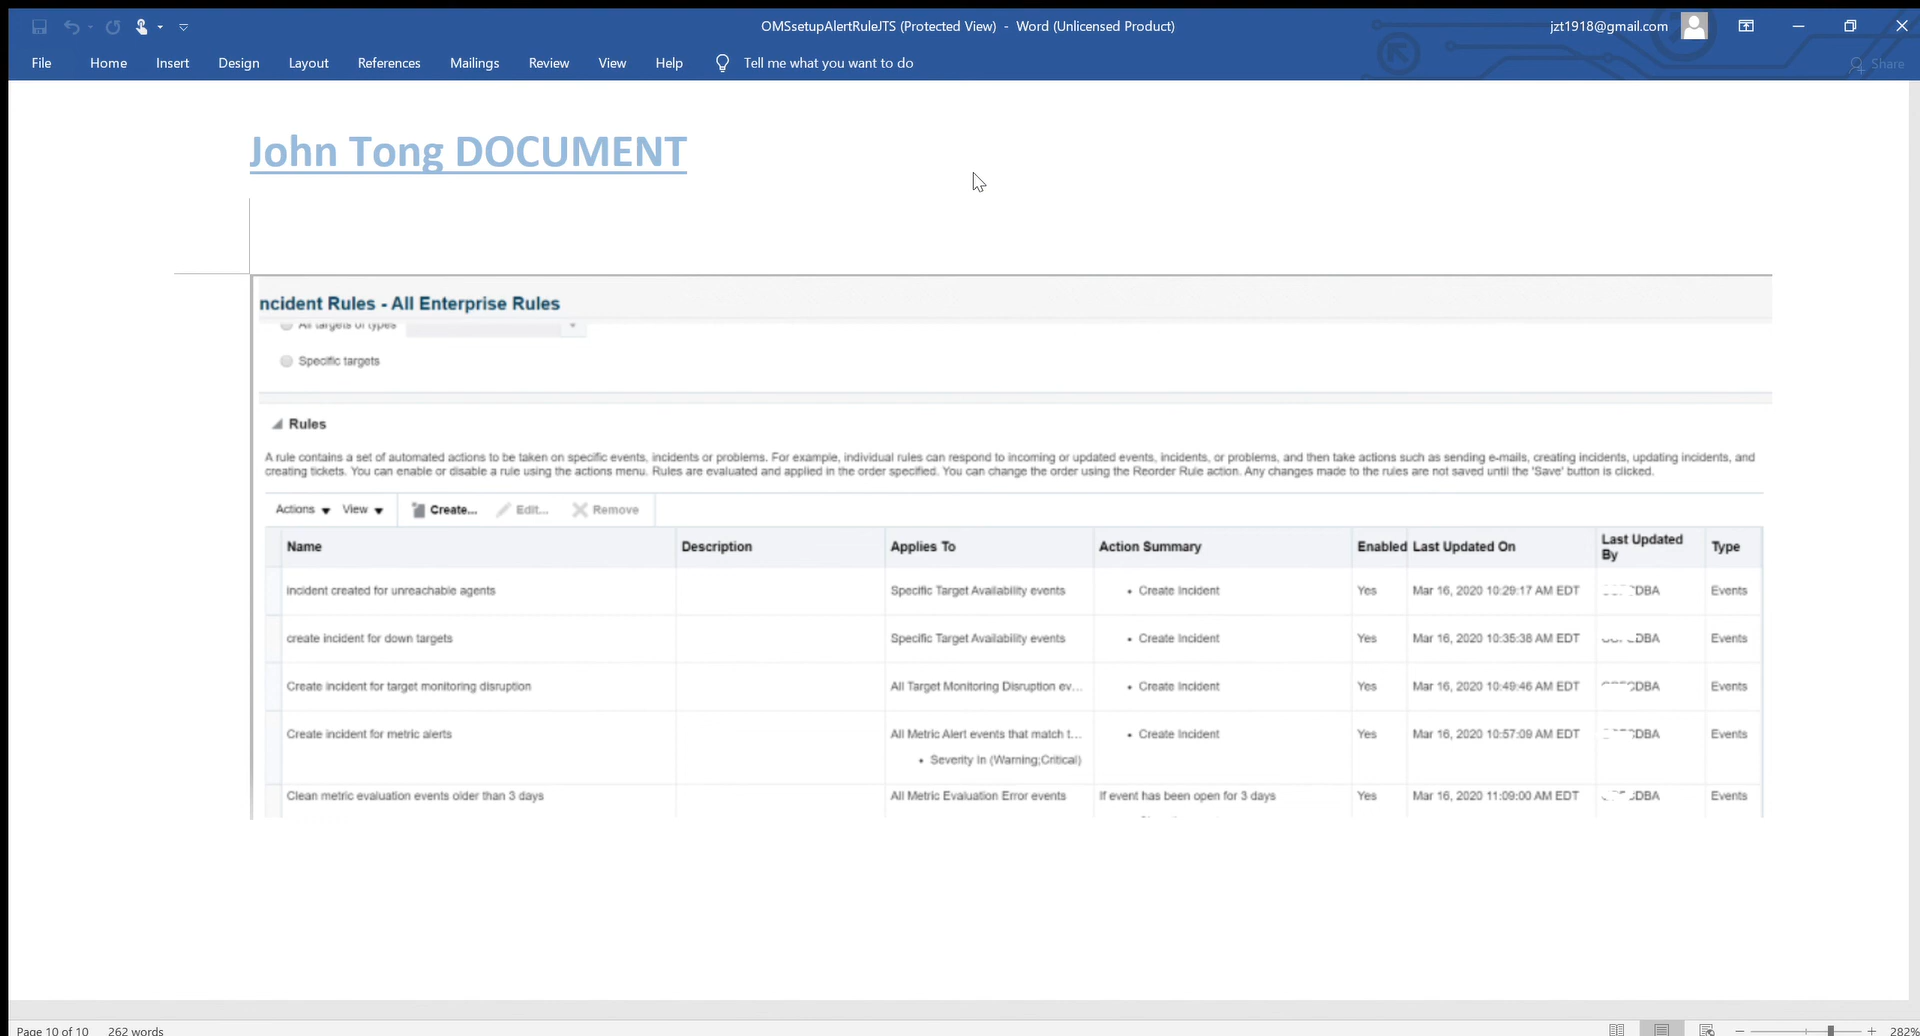 OMSsetupAlertRuleJTS (Protected View) - Word (Unlicensed Product)
jzt1918@gmail.com
File Home Insert Design Layout References Mailings Review View Help Tell me what you want to do
Share
John Tong DOCUMENT
ncident Rules - All Enterprise Rules
All targets of types
Specific targets
Rules
A rule contains a set of automated actions to be taken on specific events, incidents or problems. For example, individual rules can respond to incoming or updated events, incidents, or problems, and then take actions such as sending e-mails, creating incidents, updating incidents, and
creating tickets. You can enable or disable a rule using the actions menu. Rules are evaluated and applied in the order specified. You can change the order using the Reorder Rule action. Any changes made to the rules are not saved until the 'Save' button is clicked.
Actions View Create... Edit... Remove
Name Description Applies To Action Summary Enabled Last Updated On Last Updated By Type
Incident created for unreachable agents Specific Target Availability events • Create Incident Yes Mar 16, 2020 10:29:17 AM EDT DBA Events
create incident for down targets Specific Target Availability events • Create Incident Yes Mar 16, 2020 10:35:38 AM EDT DBA Events
Create incident for target monitoring disruption All Target Monitoring Disruption ev... • Create Incident Yes Mar 16, 2020 10:49:46 AM EDT DBA Events
Create incident for metric alerts All Metric Alert events that match t... • Create Incident Yes Mar 16, 2020 10:57:09 AM EDT DBA Events
• Severity In (Warning;Critical)
Clean metric evaluation events older than 3 days All Metric Evaluation Error events If event has been open for 3 days Yes Mar 16, 2020 11:09:00 AM EDT DBA Events
Page 10 of 10 262 words
282%